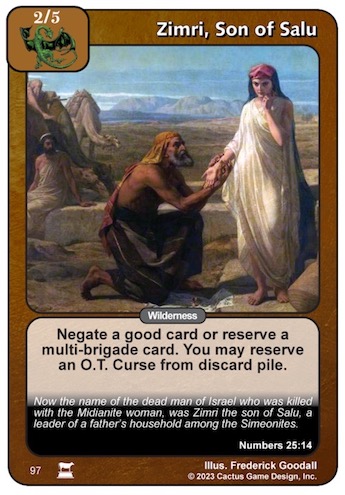 2/5
Zimri, Son of Salu
Wilderness
Negate a good card or reserve a
multi-brigade card. You may reserve
an O.T. Curse from discard pile.
Now the name of the dead man of Israel who was killed
with the Midianite woman, was Zimri the son of Salu, a
leader of a father's household among the Simeonites.
Numbers 25:14
97
Illus. Frederick Goodall
© 2023 Cactus Game Design, Inc.